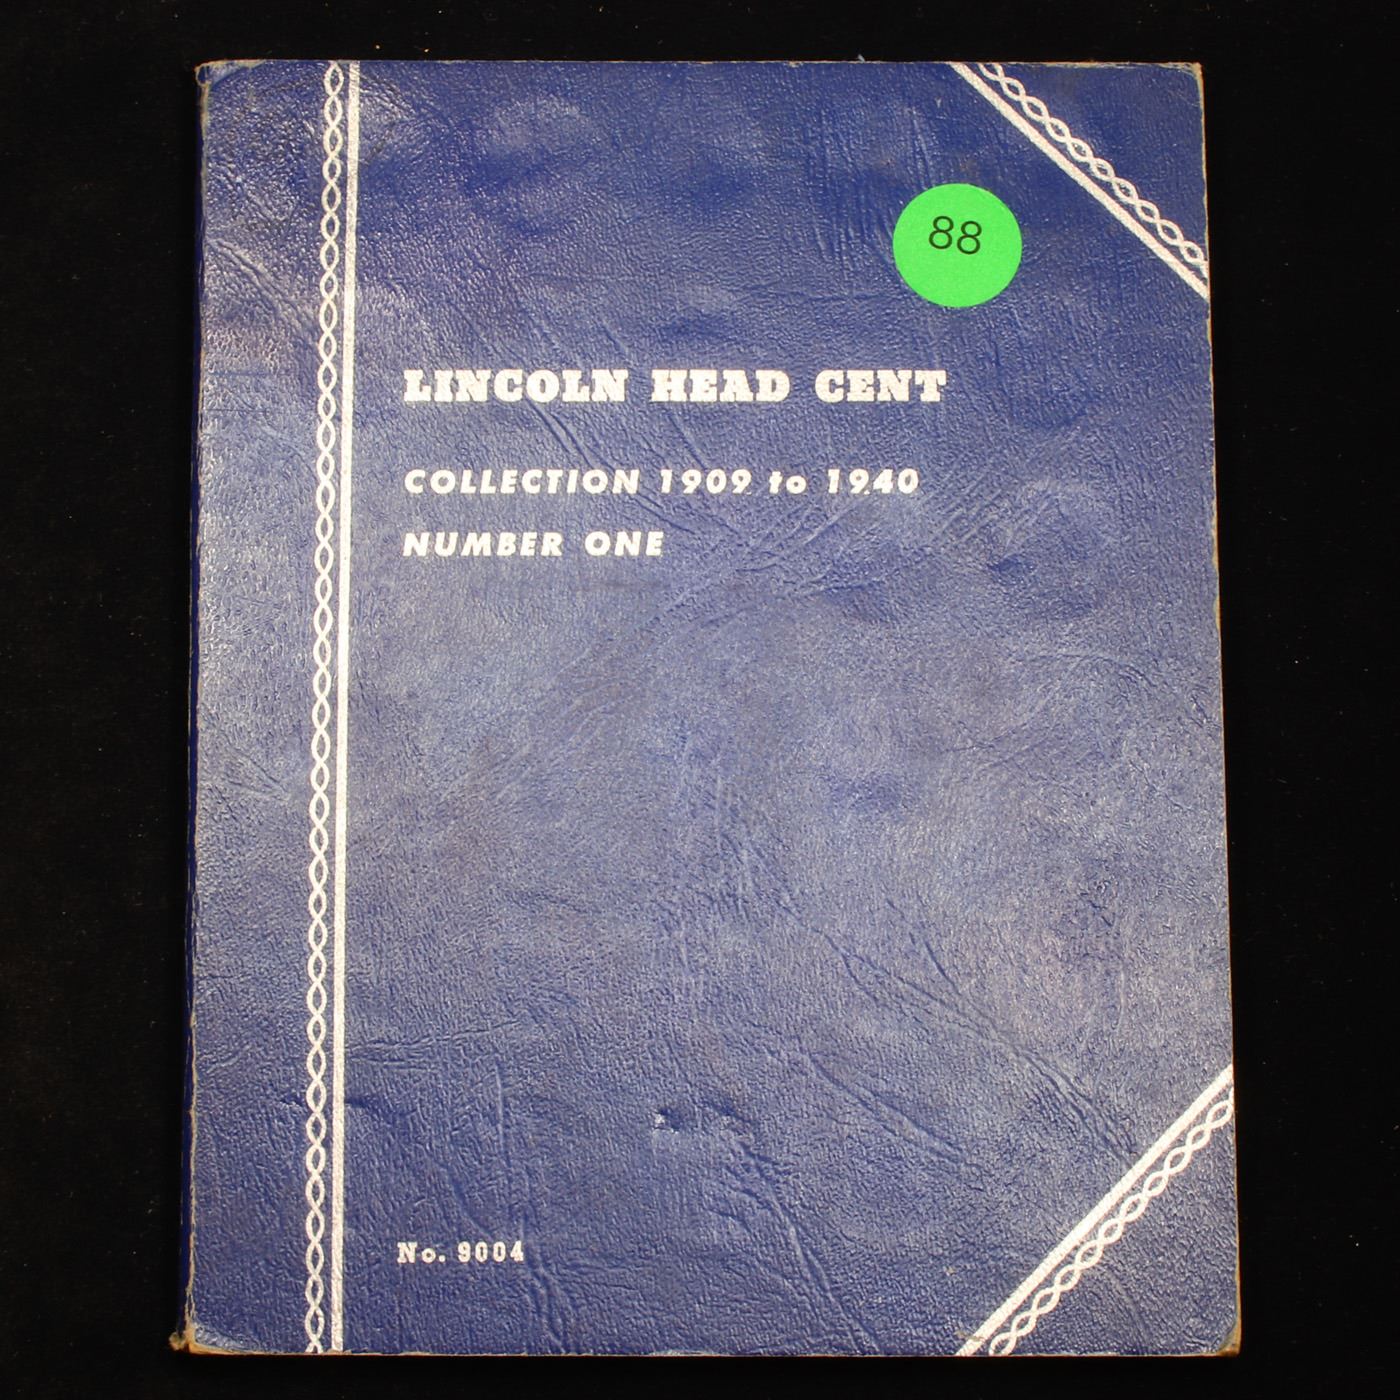 88
LINCOLN HEAD CENT
COLLECTION 1909 to 1940
NUMBER ONE
No. 9004